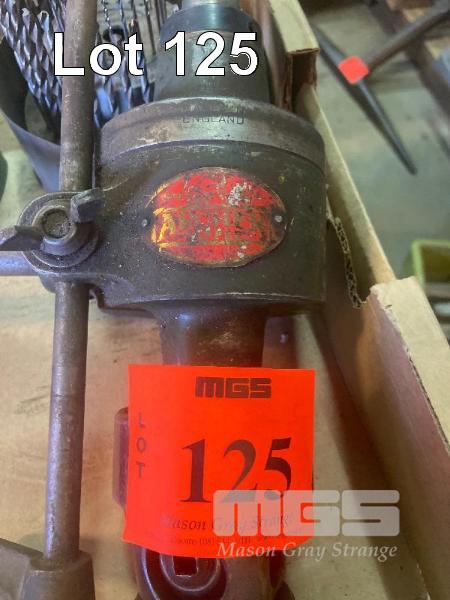 Lot 125
ENGLAND
MGS
LOT
125
Mason Gray Strange
MGS
Mason Gray Strange